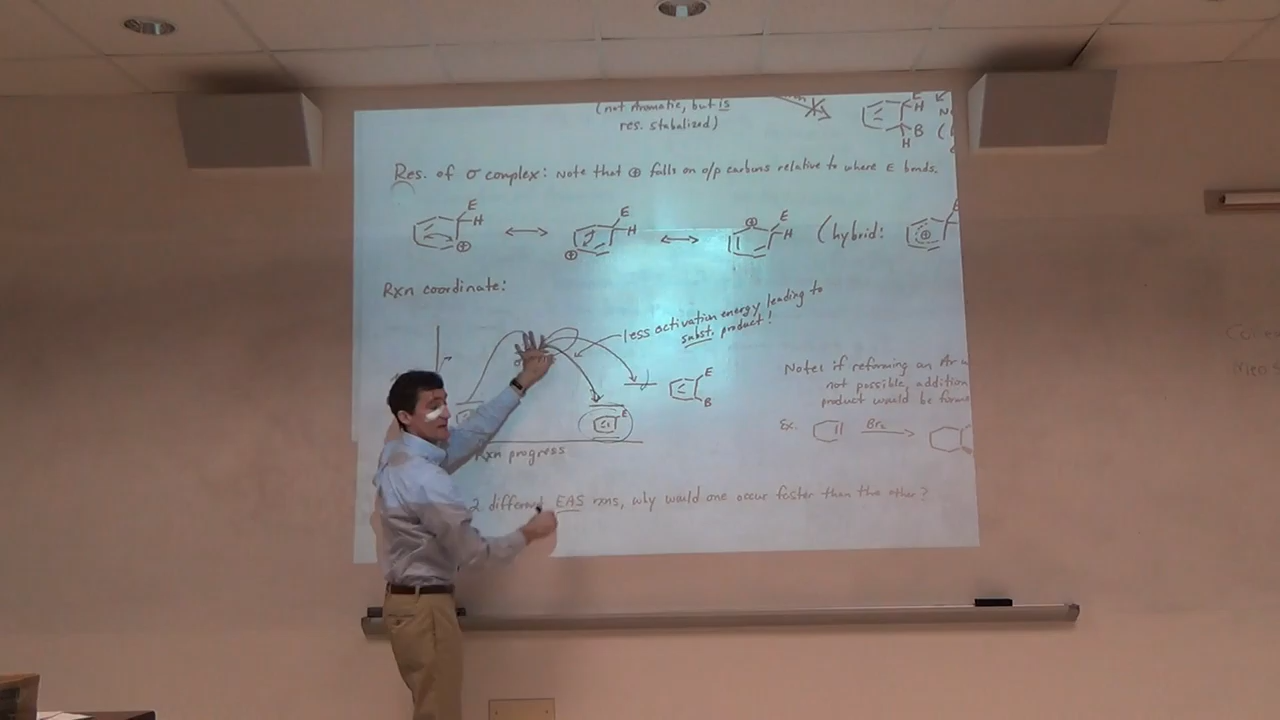 (not Aromatic, but is
res. stabalized)
E
H
B
H
Res. of σ complex: Note that ⊕ falls on o/p carbons relative to where E bonds.
E
H
⊕
E
H
⊕
⊕
E
H
(hybrid:
⊕
Rxn coordinate:
less activation energy leading to
subst. product!
E
B
E
Rxn progress
Note: if reforming an Ar
not possible, addition
product would be
Ex.
Br₂
2 different EAS rxns, why would one occur faster than the other?